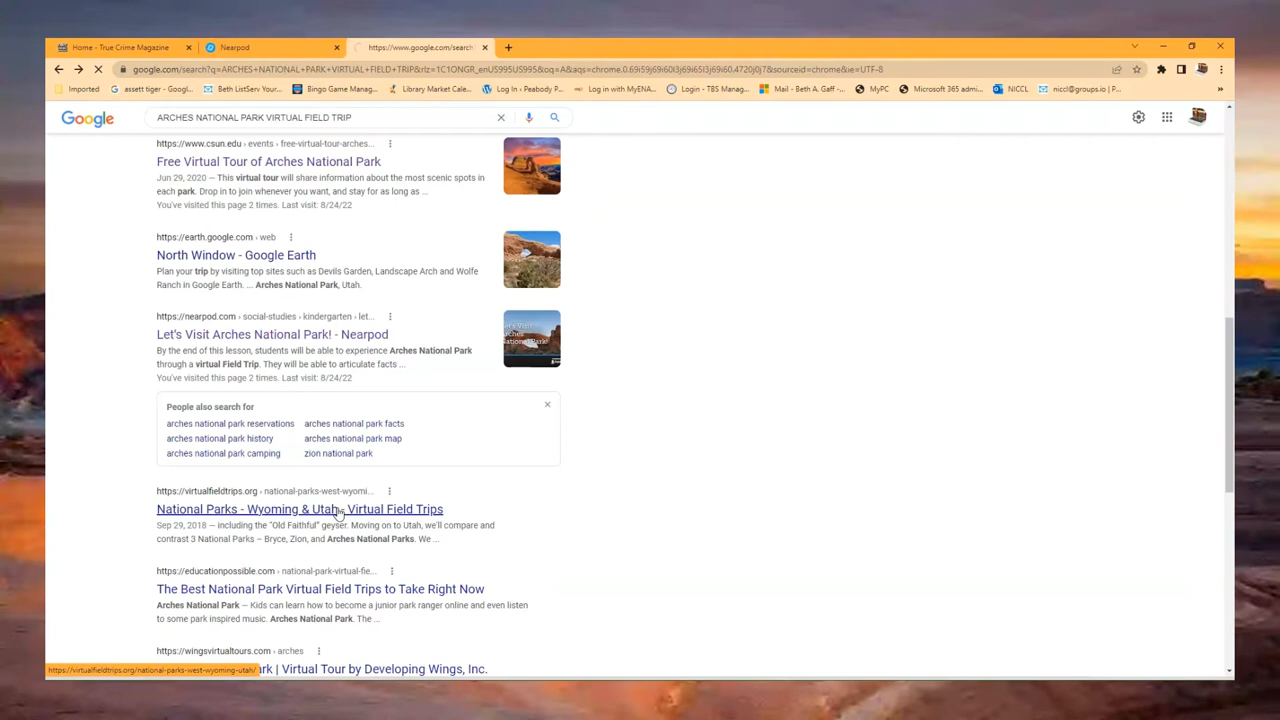 Home - True Crime Magazine
Nearpod
https://www.google.com/search
google.com/search?q=ARCHES+NATIONAL+PARK+VIRTUAL+FIELD+TRIP&rlz=1C1ONGR_enUS995US995&oq=A&aqs=chrome.0.69i59j69i60l3j69i65l3j69i60.4720j0j7&sourceid=chrome&ie=UTF-8
Imported
assett tiger - Googl...
Beth ListServ Your...
Bingo Game Manag...
Library Market Cale...
Log In ‹ Peabody P...
Log in with MyENA...
Login - TBS Manag...
Mail - Beth A. Gaff -...
MyPC
Microsoft 365 admi...
NICCL
niccl@groups.io | P...
»
Google
ARCHES NATIONAL PARK VIRTUAL FIELD TRIP
https://www.csun.edu › events › free-virtual-tour-arches...
Free Virtual Tour of Arches National Park
Jun 29, 2020 — This virtual tour will share information about the most scenic spots in
each park. Drop in to join whenever you want, and stay for as long as ...
You've visited this page 2 times. Last visit: 8/24/22
https://earth.google.com › web
North Window - Google Earth
Plan your trip by visiting top sites such as Devils Garden, Landscape Arch and Wolfe
Ranch in Google Earth. ... Arches National Park, Utah.
https://nearpod.com › social-studies › kindergarten › let...
Let's Visit Arches National Park! - Nearpod
By the end of this lesson, students will be able to experience Arches National Park
through a virtual Field Trip. They will be able to articulate facts ...
You've visited this page 2 times. Last visit: 8/24/22
Let's Visit
Arches
National Park!
People also search for
arches national park reservations
arches national park facts
arches national park history
arches national park map
arches national park camping
zion national park
https://virtualfieldtrips.org › national-parks-west-wyomi...
National Parks - Wyoming & Utah - Virtual Field Trips
Sep 29, 2018 — including the "Old Faithful" geyser. Moving on to Utah, we'll compare and
contrast 3 National Parks – Bryce, Zion, and Arches National Parks. We ...
https://educationpossible.com › national-park-virtual-fie...
The Best National Park Virtual Field Trips to Take Right Now
Arches National Park — Kids can learn how to become a junior park ranger online and even listen
to some park inspired music. Arches National Park. The ...
https://wingsvirtualtours.com › arches
rk | Virtual Tour by Developing Wings, Inc.
https://virtualfieldtrips.org/national-parks-west-wyoming-utah/